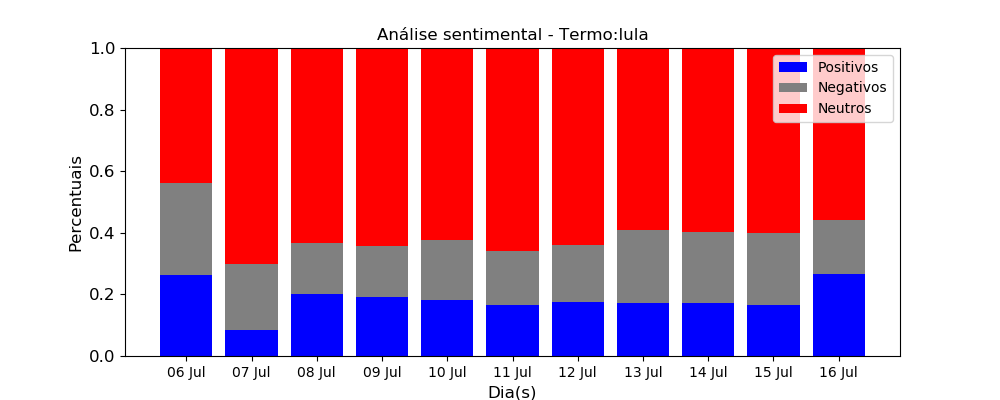 Análise sentimental - Termo:lula
1.0
0.8
0.6
0.4
0.2
0.0
Percentuais
Positivos
Negativos
Neutros
06 Jul 07 Jul 08 Jul 09 Jul 10 Jul 11 Jul 12 Jul 13 Jul 14 Jul 15 Jul 16 Jul
Dia(s)